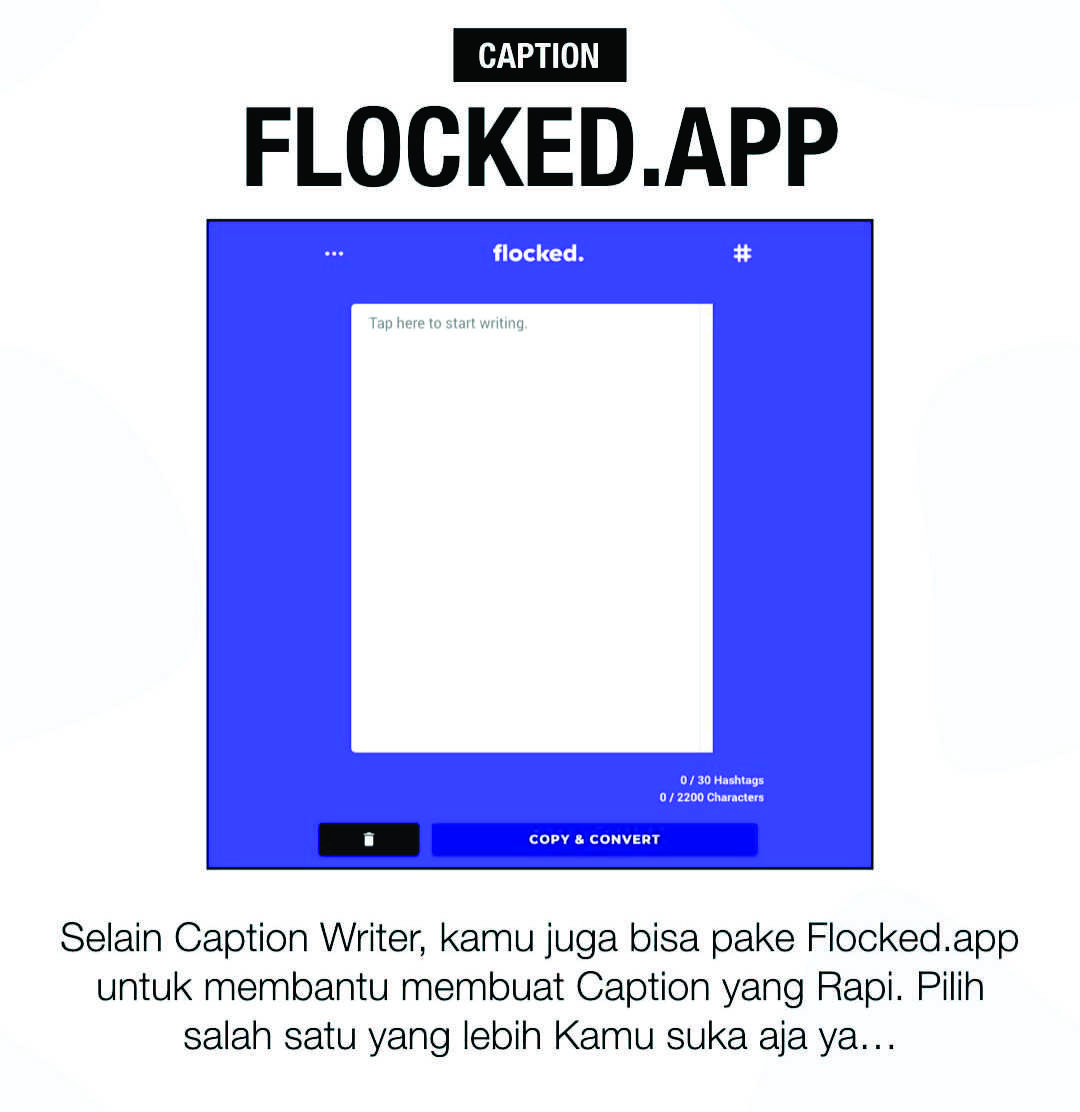 CAPTION
FLOCKED.APP
... flocked. #
Tap here to start writing.
0 / 30 Hashtags
0 / 2200 Characters
COPY & CONVERT
Selain Caption Writer, kamu juga bisa pake Flocked.app
untuk membantu membuat Caption yang Rapi. Pilih
salah satu yang lebih Kamu suka aja ya...